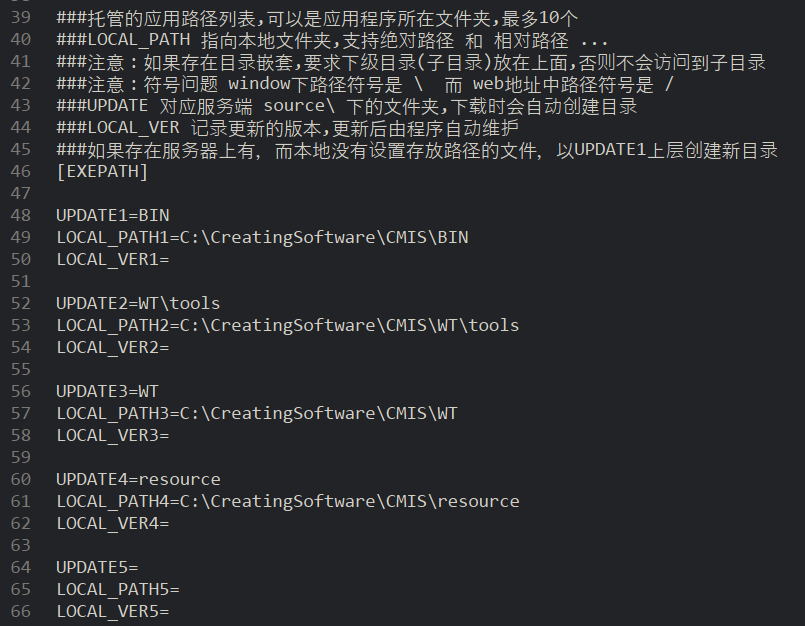 39 ###托管的应用路径列表,可以是应用程序所在文件夹,最多10个
40 ###LOCAL_PATH 指向本地文件夹,支持绝对路径 和 相对路径 ...
41 ###注意：如果存在目录嵌套,要求下级目录(子目录)放在上面,否则不会访问到子目录
42 ###注意：符号问题 window下路径符号是 \  而 web地址中路径符号是 /
43 ###UPDATE 对应服务端 source\ 下的文件夹,下载时会自动创建目录
44 ###LOCAL_VER 记录更新的版本,更新后由程序自动维护
45 ###如果存在服务器上有, 而本地没有设置存放路径的文件, 以UPDATE1上层创建新目录
46 [EXEPATH]
47
48 UPDATE1=BIN
49 LOCAL_PATH1=C:\CreatingSoftware\CMIS\BIN
50 LOCAL_VER1=
51
52 UPDATE2=WT\tools
53 LOCAL_PATH2=C:\CreatingSoftware\CMIS\WT\tools
54 LOCAL_VER2=
55
56 UPDATE3=WT
57 LOCAL_PATH3=C:\CreatingSoftware\CMIS\WT
58 LOCAL_VER3=
59
60 UPDATE4=resource
61 LOCAL_PATH4=C:\CreatingSoftware\CMIS\resource
62 LOCAL_VER4=
63
64 UPDATE5=
65 LOCAL_PATH5=
66 LOCAL_VER5=